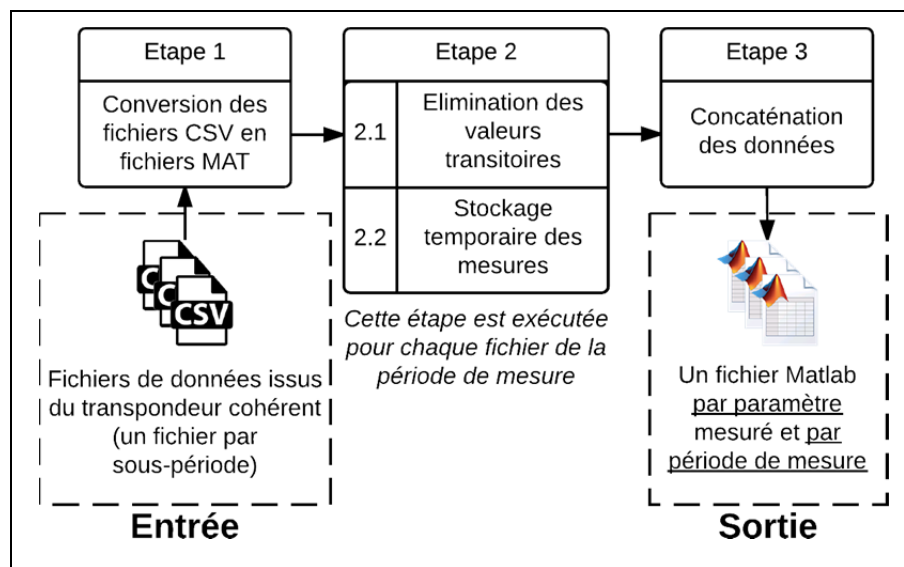 Etape 1
Conversion des
fichiers CSV en
fichiers MAT
Etape 2
2.1
Elimination des
valeurs
transitoires
2.2
Stockage
temporaire des
mesures
Cette étape est exécutée
pour chaque fichier de la
période de mesure
Etape 3
Concaténation
des données
C
C
CSV
Fichiers de données issus
du transpondeur cohérent
(un fichier par
sous-période)
Entrée
Un fichier Matlab
par paramètre
mesuré et par
période de mesure
Sortie